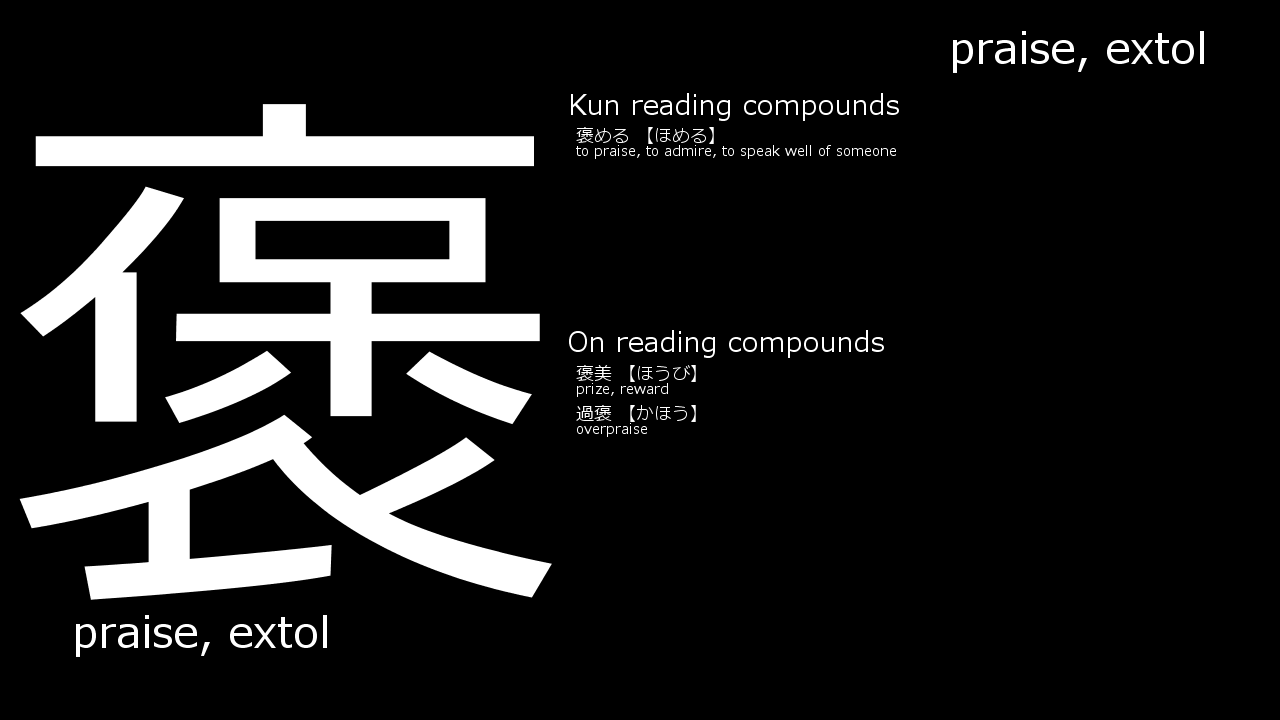 praise, extol
褒
praise, extol
Kun reading compounds
褒める 【ほめる】
to praise, to admire, to speak well of someone
On reading compounds
褒美 【ほうび】
prize, reward
過褒 【かほう】
overpraise